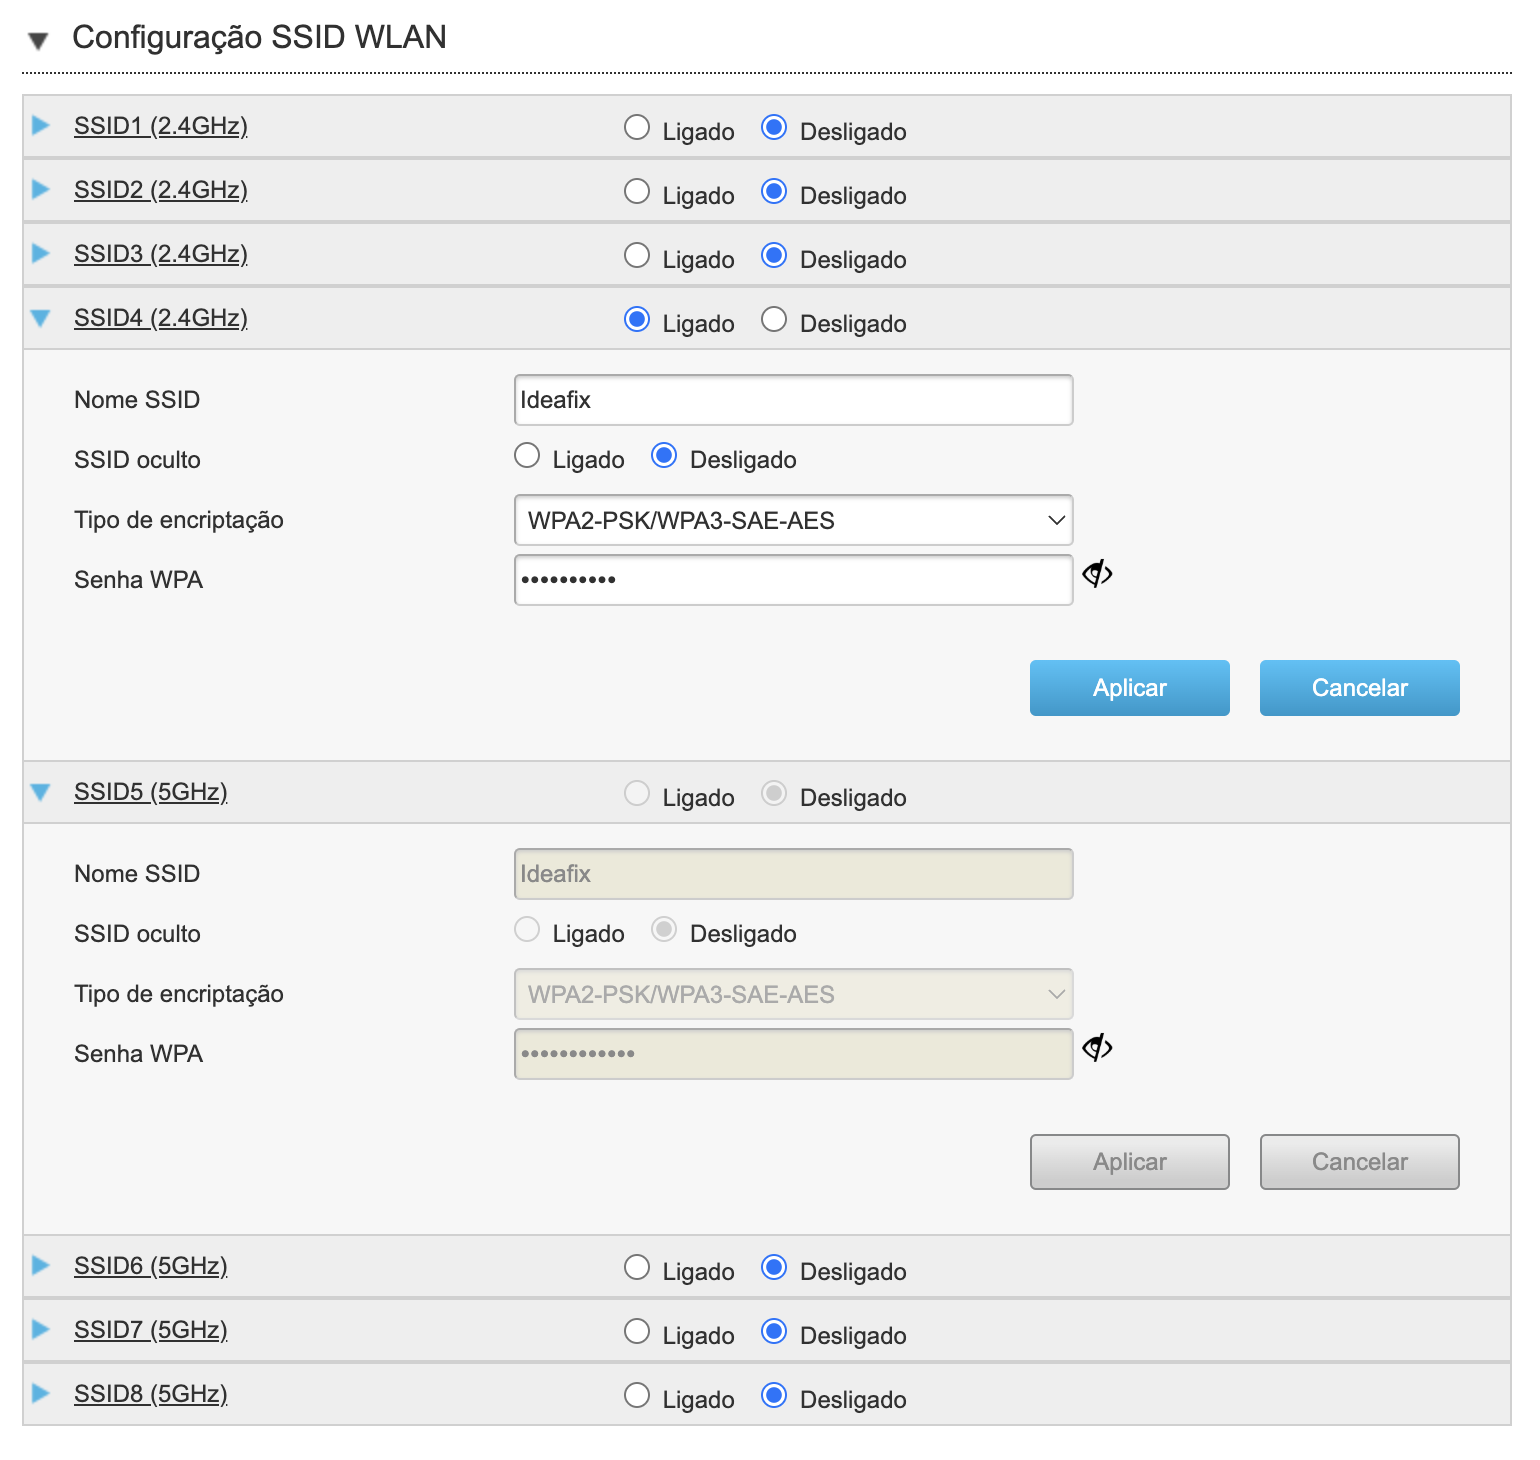 Configuração SSID WLAN
SSID1 (2.4GHz) Ligado Desligado
SSID2 (2.4GHz) Ligado Desligado
SSID3 (2.4GHz) Ligado Desligado
SSID4 (2.4GHz) Ligado Desligado
Nome SSID Ideafix
SSID oculto Ligado Desligado
Tipo de encriptação WPA2-PSK/WPA3-SAE-AES
Senha WPA ••••••••••
Aplicar Cancelar
SSID5 (5GHz) Ligado Desligado
Nome SSID Ideafix
SSID oculto Ligado Desligado
Tipo de encriptação WPA2-PSK/WPA3-SAE-AES
Senha WPA ••••••••••••
Aplicar Cancelar
SSID6 (5GHz) Ligado Desligado
SSID7 (5GHz) Ligado Desligado
SSID8 (5GHz) Ligado Desligado